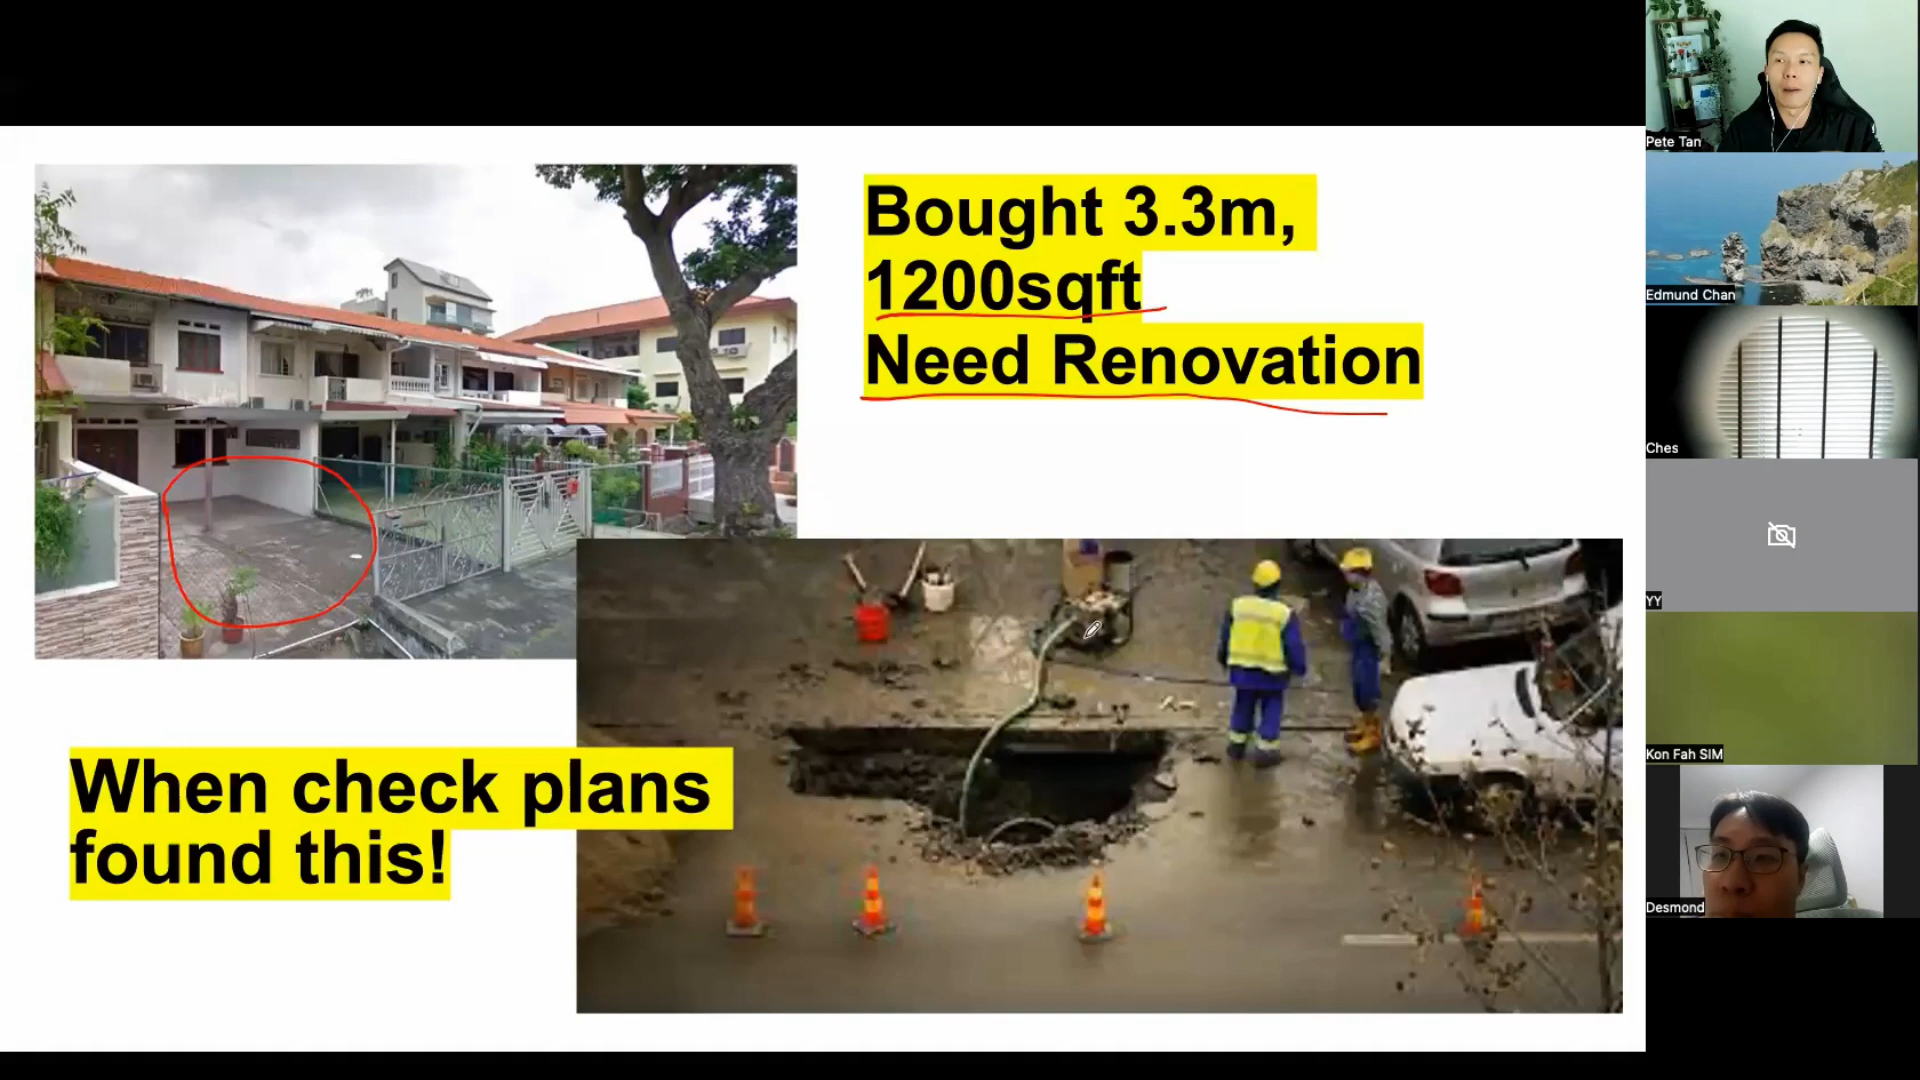 Bought 3.3m,
1200sqft
Need Renovation
When check plans
found this!
Pete Tan
Edmund Chan
Ches
YY
Kon Fah SIM
Desmond